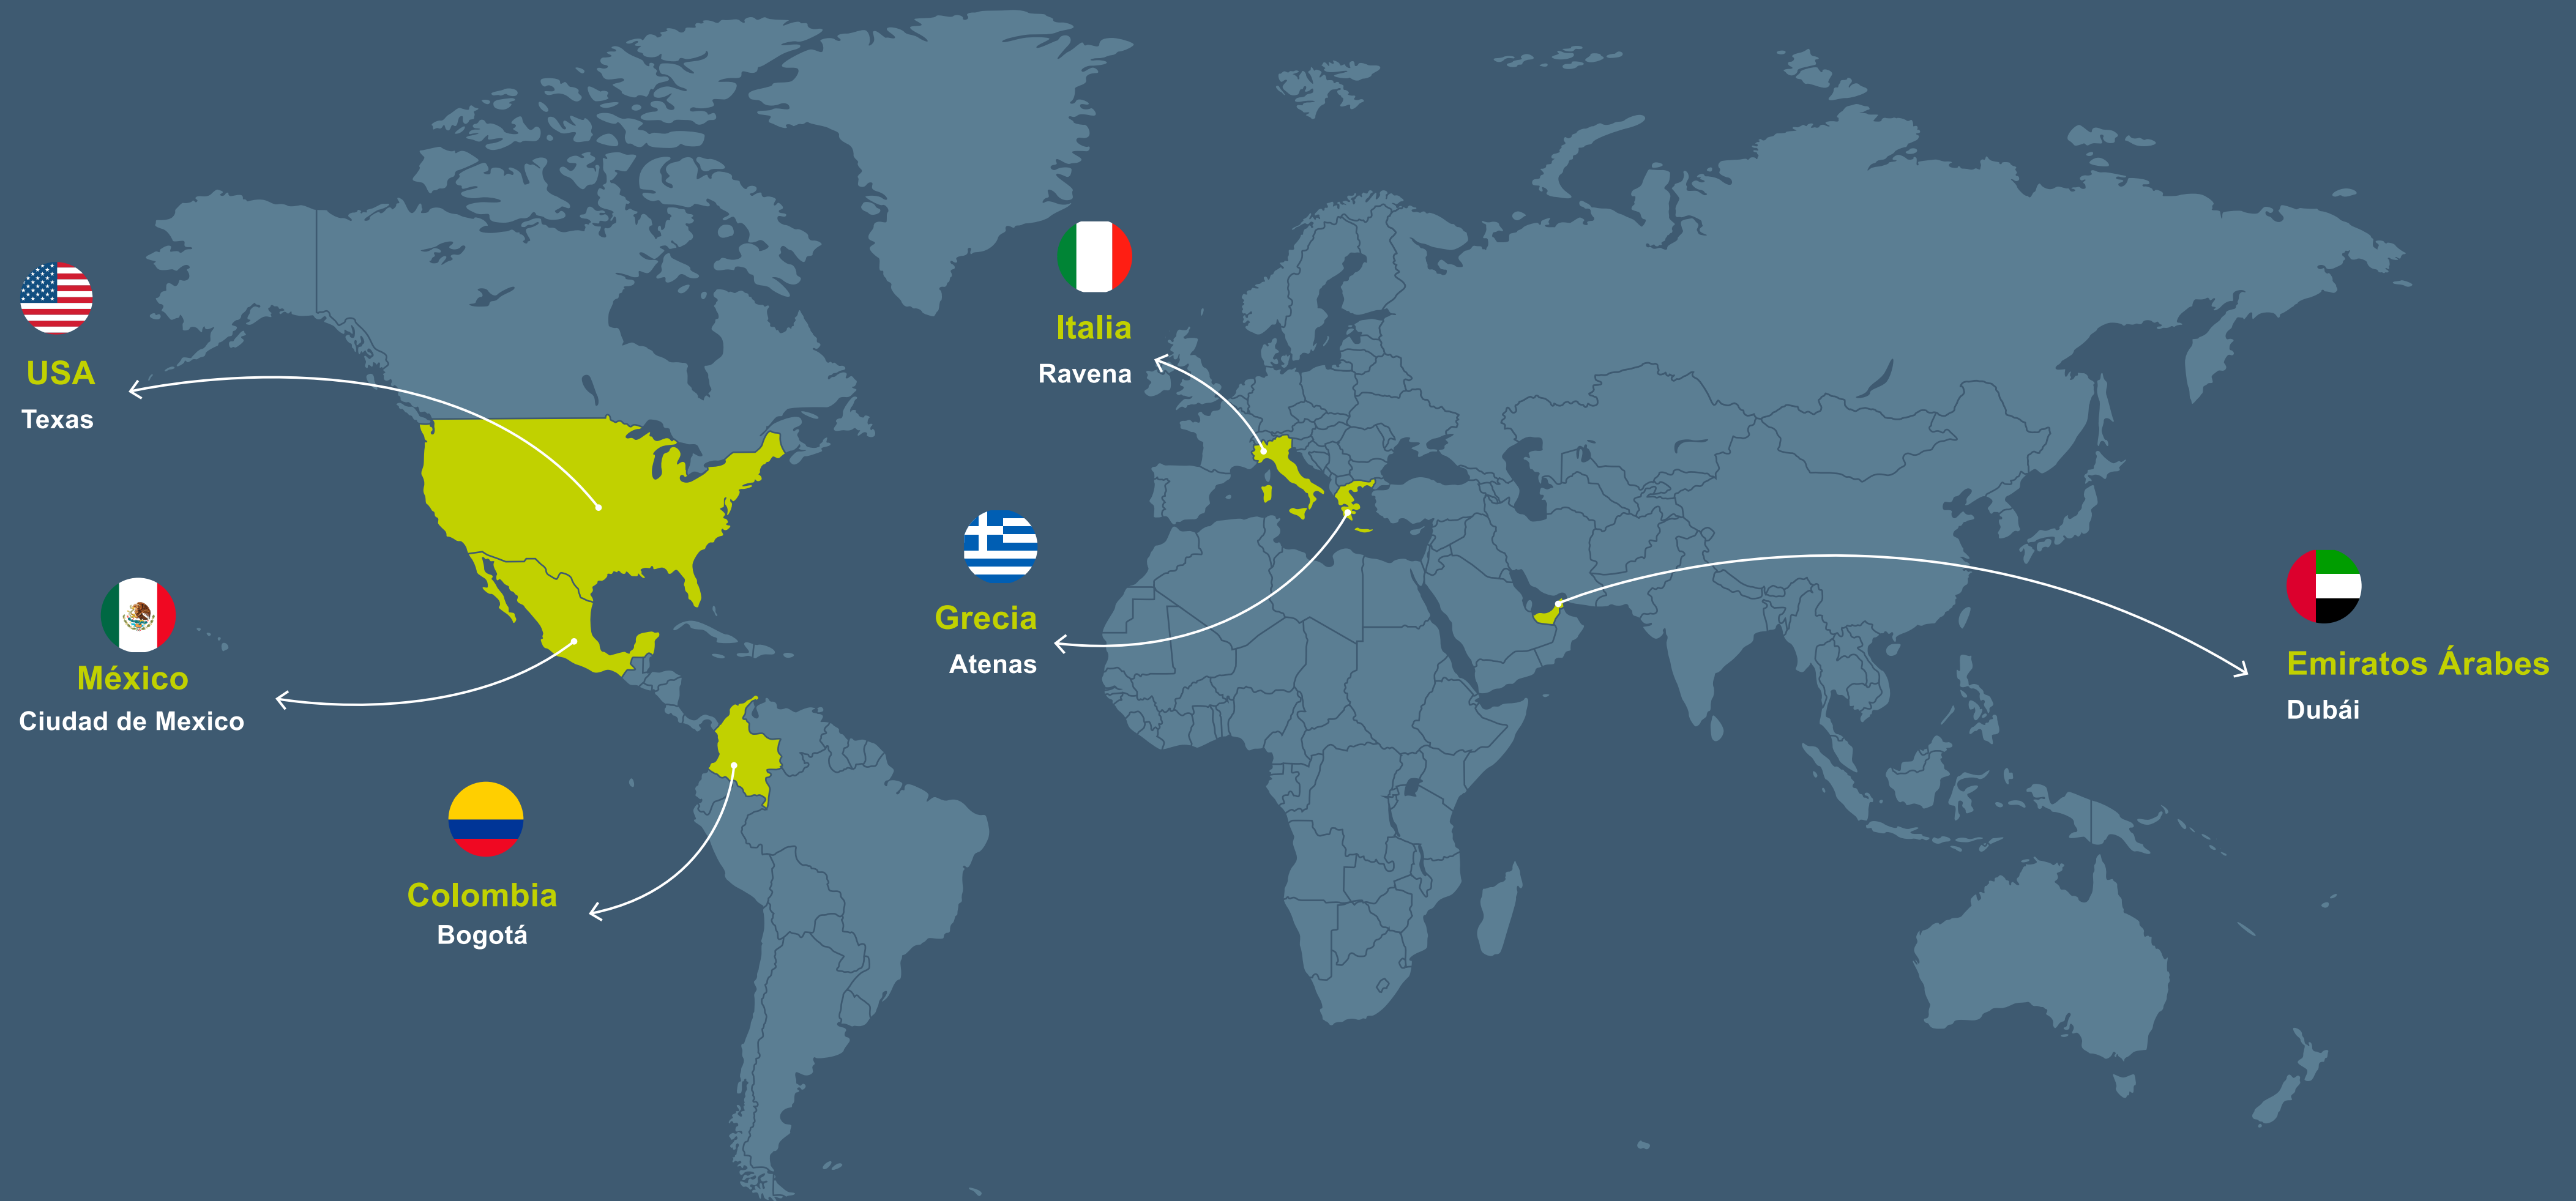 USA
Texas
México
Ciudad de Mexico
Colombia
Bogotá
Italia
Ravena
Grecia
Atenas
Emiratos Árabes
Dubái